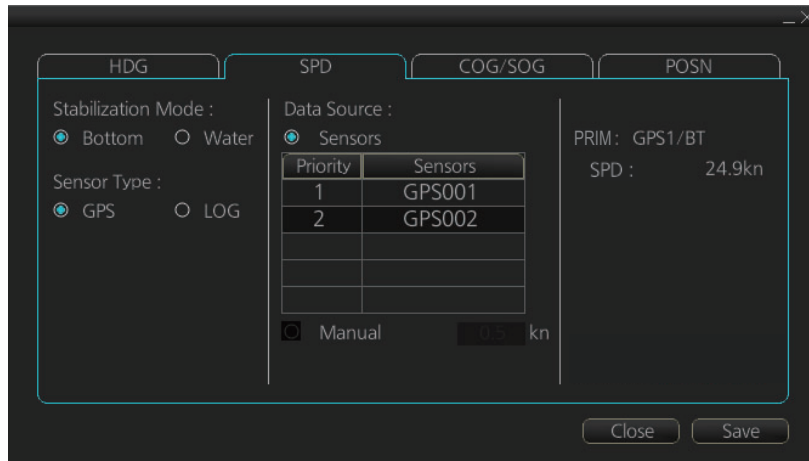 HDG SPD COG/SOG POSN
Stabilization Mode :
Bottom Water
Sensor Type :
GPS LOG
Data Source :
Sensors
Priority Sensors
1 GPS001
2 GPS002
Manual 0.5 kn
PRIM : GPS1/BT
SPD : 24.9kn
Close Save